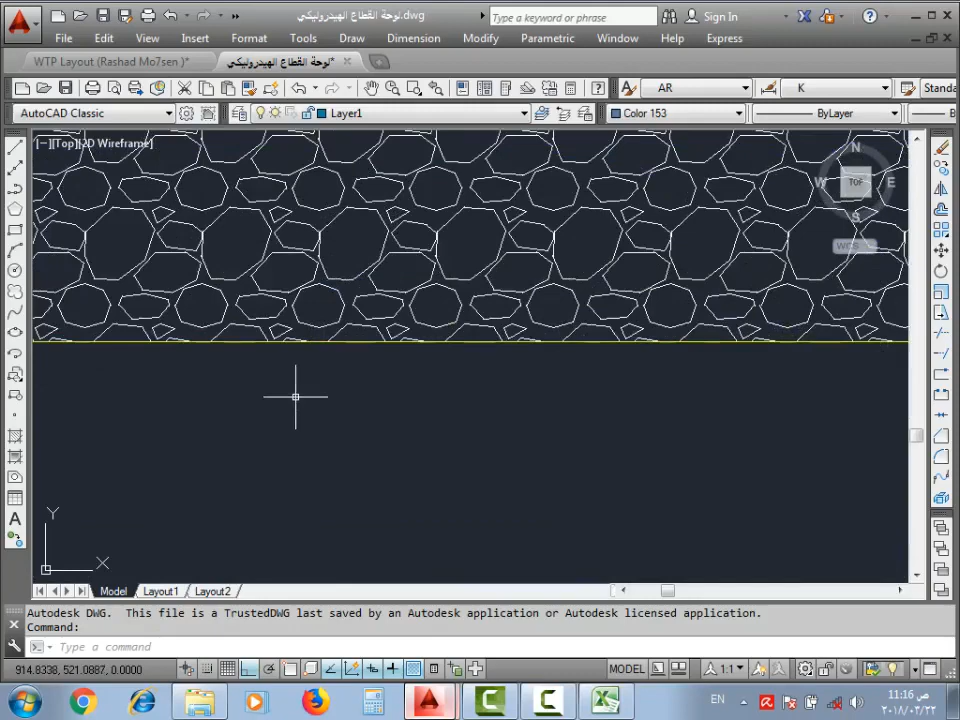 لوحة القطاع الهيدروليكي.dwg
Type a keyword or phrase
Sign In
File Edit View Insert Format Tools Draw Dimension Modify Parametric Window Help Express
WTP Layout (Rashad Mo7sen )*
لوحة القطاع الهيدروليكي*
AR
K
Standa
AutoCAD Classic
Layer1
Color 153
ByLayer
[−][Top][2D Wireframe]
N
W TOP E
S
WCS
Y
X
Model Layout1 Layout2
Autodesk DWG.  This file is a TrustedDWG last saved by an Autodesk application or Autodesk licensed application.
Command:
Type a command
914.8338, 521.0887, 0.0000
MODEL
1:1
EN
11:16 ص
٢٠١٨/٠٣/٢٢